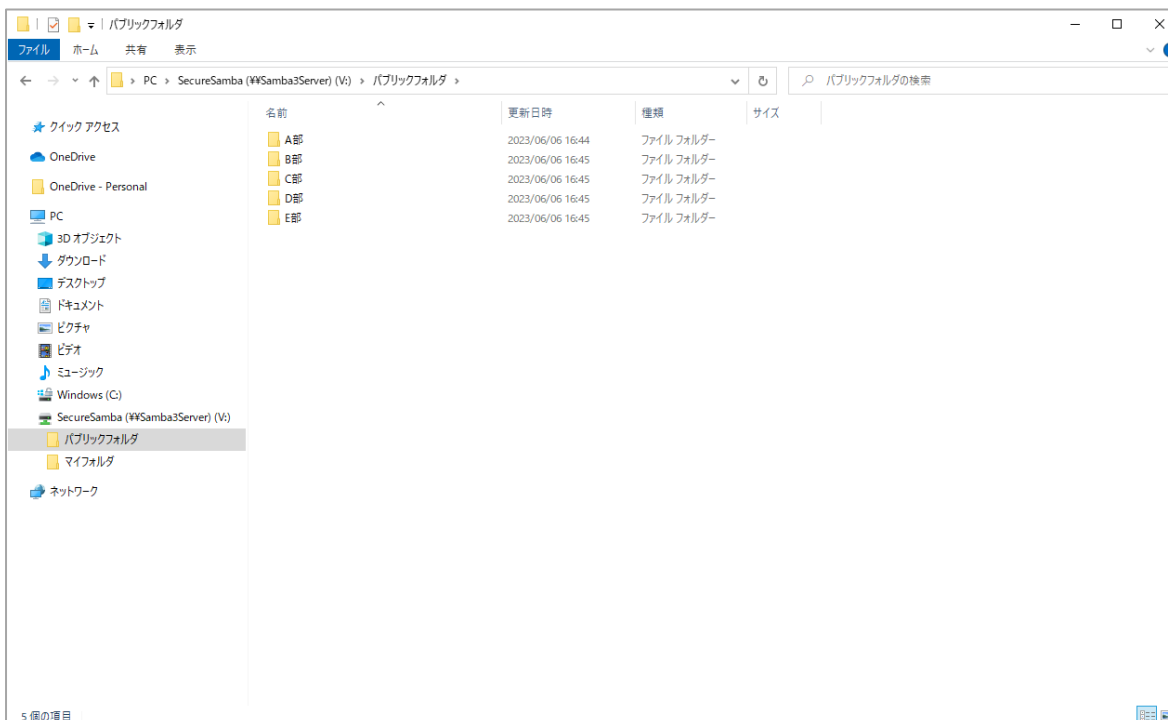 パブリックフォルダ
ファイル ホーム 共有 表示
PC › SecureSamba (¥¥Samba3Server) (V:) › パブリックフォルダ ›
パブリックフォルダの検索
クイック アクセス
OneDrive
OneDrive - Personal
PC
3D オブジェクト
ダウンロード
デスクトップ
ドキュメント
ピクチャ
ビデオ
ミュージック
Windows (C:)
SecureSamba (¥¥Samba3Server) (V:)
パブリックフォルダ
マイフォルダ
ネットワーク
名前 更新日時 種類 サイズ
A部 2023/06/06 16:44 ファイル フォルダー
B部 2023/06/06 16:45 ファイル フォルダー
C部 2023/06/06 16:45 ファイル フォルダー
D部 2023/06/06 16:45 ファイル フォルダー
E部 2023/06/06 16:45 ファイル フォルダー
5 個の項目